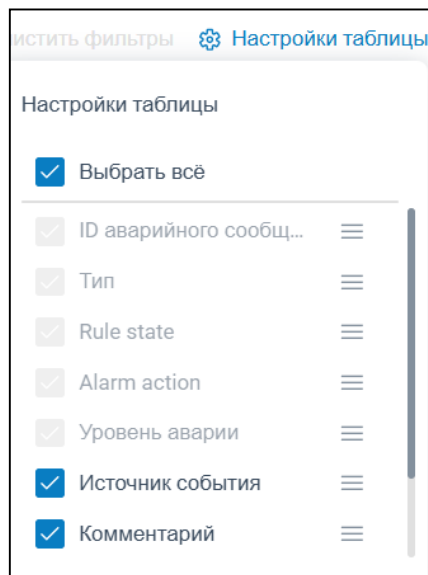 истить фильтры Настройки таблицы
Настройки таблицы
Выбрать всё
ID аварийного сообщ...
Тип
Rule state
Alarm action
Уровень аварии
Источник события
Комментарий